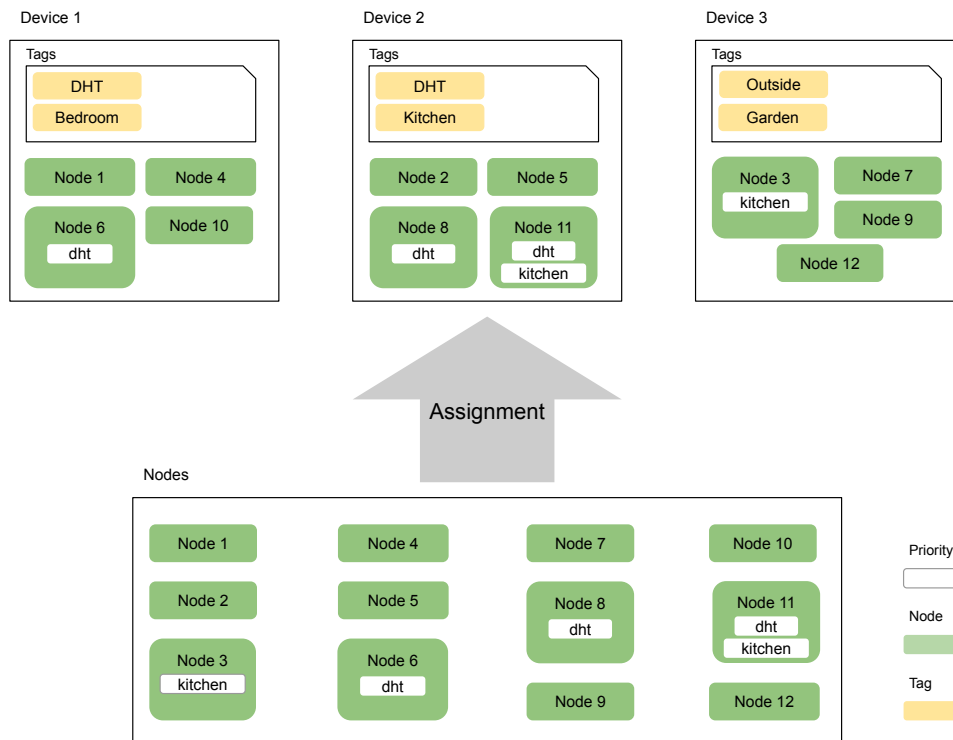 Device 1
Tags
DHT
Bedroom
Node 1
Node 4
Node 6
dht
Node 10
Device 2
Tags
DHT
Kitchen
Node 2
Node 5
Node 8
dht
Node 11
dht
kitchen
Device 3
Tags
Outside
Garden
Node 3
kitchen
Node 7
Node 9
Node 12
Assignment
Nodes
Node 1
Node 4
Node 7
Node 10
Node 2
Node 5
Node 8
dht
Node 11
dht
kitchen
Node 3
kitchen
Node 6
dht
Node 9
Node 12
Priority
Node
Tag